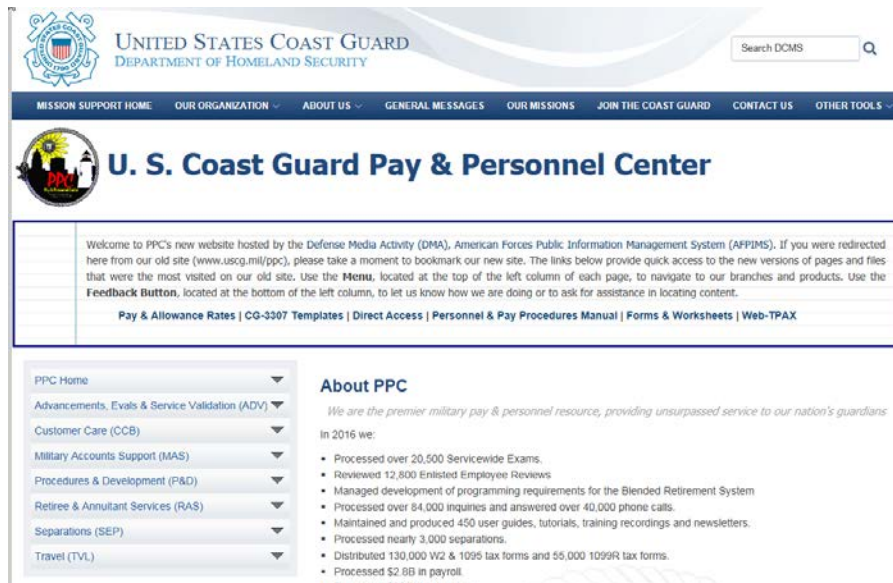 UNITED STATES COAST GUARD
DEPARTMENT OF HOMELAND SECURITY
Search DCMS
MISSION SUPPORT HOME OUR ORGANIZATION ABOUT US GENERAL MESSAGES OUR MISSIONS JOIN THE COAST GUARD CONTACT US OTHER TOOLS
PPC
U. S. Coast Guard Pay & Personnel Center
Welcome to PPC's new website hosted by the Defense Media Activity (DMA), American Forces Public Information Management System (AFPIMS). If you were redirected
here from our old site (www.uscg.mil/ppc), please take a moment to bookmark our new site. The links below provide quick access to the new versions of pages and files
that were the most visited on our old site. Use the Menu, located at the top of the left column of each page, to navigate to our branches and products. Use the
Feedback Button, located at the bottom of the left column, to let us know how we are doing or to ask for assistance in locating content.
Pay & Allowance Rates | CG-3307 Templates | Direct Access | Personnel & Pay Procedures Manual | Forms & Worksheets | Web-TPAX
PPC Home
Advancements, Evals & Service Validation (ADV)
Customer Care (CCB)
Military Accounts Support (MAS)
Procedures & Development (P&D)
Retiree & Annuitant Services (RAS)
Separations (SEP)
Travel (TVL)
About PPC
We are the premier military pay & personnel resource, providing unsurpassed service to our nation's guardians
In 2016 we:
• Processed over 20,500 Servicewide Exams.
• Reviewed 12,800 Enlisted Employee Reviews
• Managed development of programming requirements for the Blended Retirement System
• Processed over 84,000 inquiries and answered over 40,000 phone calls.
• Maintained and produced 450 user guides, tutorials, training recordings and newsletters.
• Processed nearly 3,000 separations.
• Distributed 130,000 W2 & 1095 tax forms and 55,000 1099R tax forms.
• Processed $2.8B in payroll.